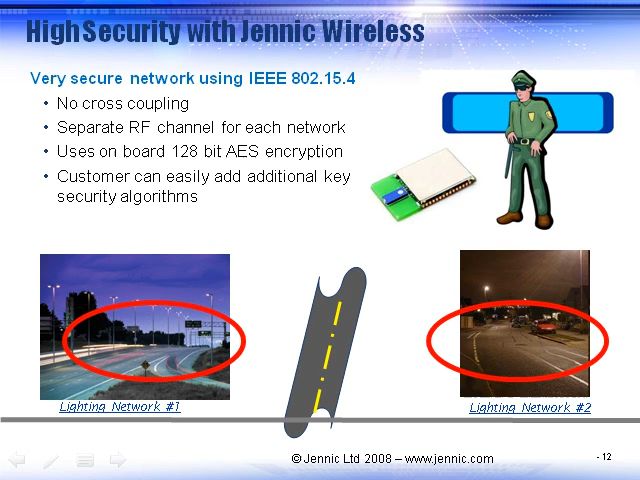 High Security with Jennic Wireless
Very secure network using IEEE 802.15.4
• No cross coupling
• Separate RF channel for each network
• Uses on board 128 bit AES encryption
• Customer can easily add additional key
security algorithms
Lighting Network #1
Lighting Network #2
© Jennic Ltd 2008 – www.jennic.com
- 12